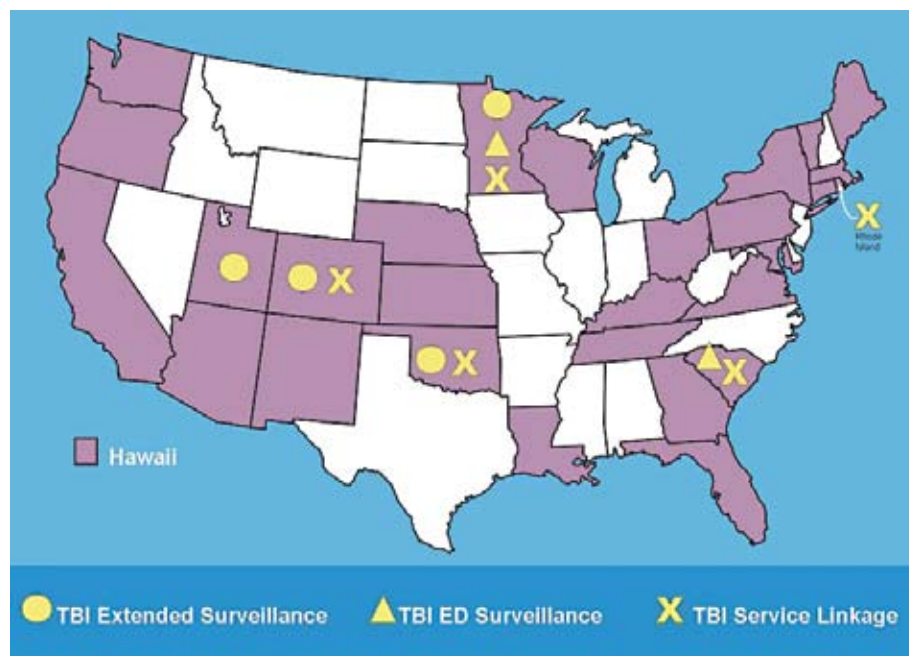 X
X
X
X
X
Rhode
Island
Hawaii
TBI Extended Surveillance
TBI ED Surveillance
X TBI Service Linkage